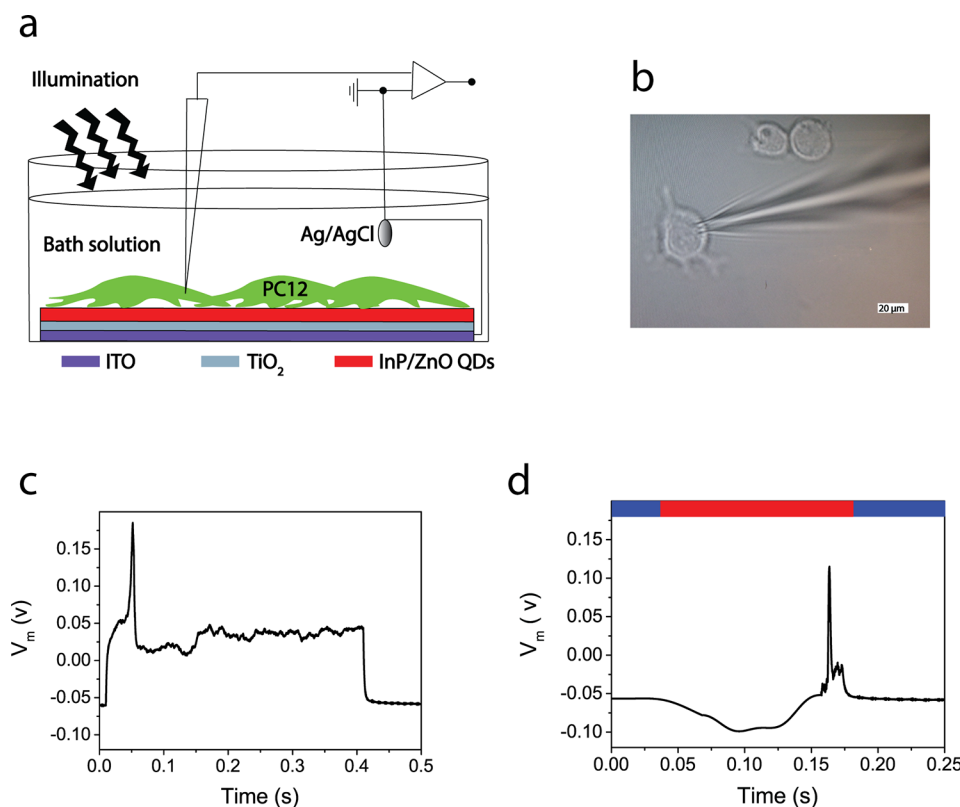 a
Illumination
Bath solution
Ag/AgCl
PC12
ITO
TiO₂
InP/ZnO QDs
b
20 µm
c
Vₘ (v)
0.15
0.10
0.05
0.00
-0.05
-0.10
0.0 0.1 0.2 0.3 0.4 0.5
Time (s)
d
Vₘ ( v)
0.15
0.10
0.05
0.00
-0.05
-0.10
0.00 0.05 0.10 0.15 0.20 0.25
Time (s)